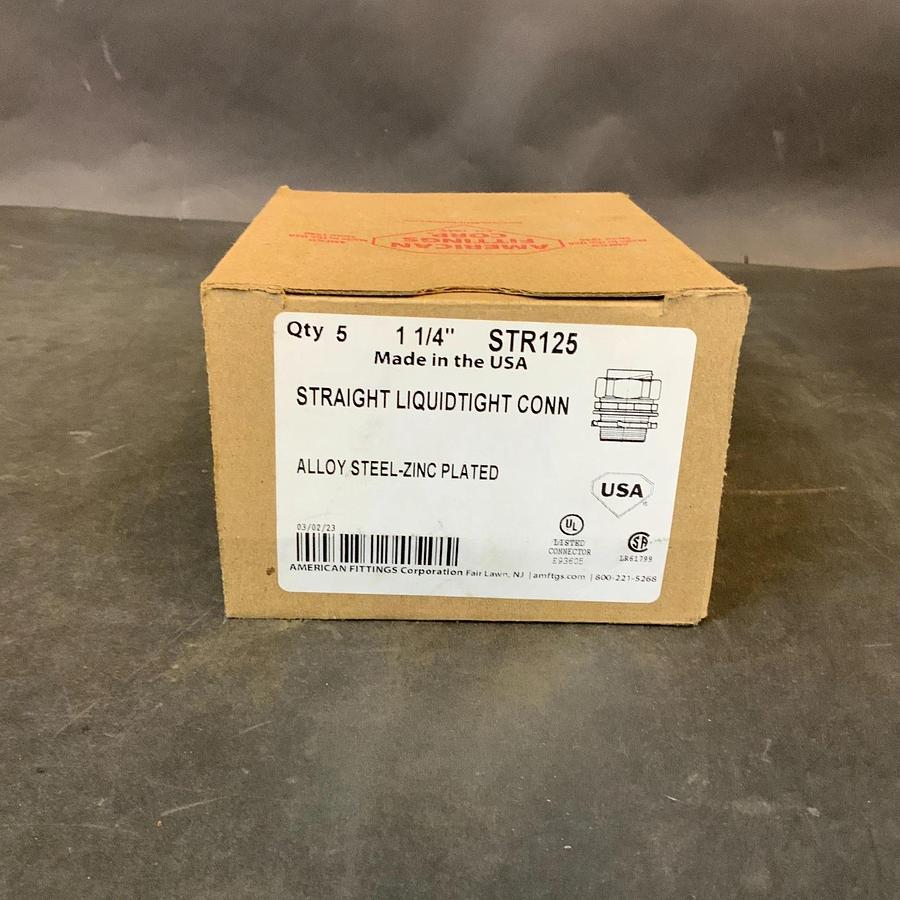 AMERICAN
FITTINGS
CORP
Qty 5 1 1/4" STR125
Made in the USA
STRAIGHT LIQUIDTIGHT CONN
ALLOY STEEL-ZINC PLATED
USA
03/02/23
UL
LISTED
CONNECTOR
E93605
SA
LR61799
AMERICAN FITTINGS Corporation Fair Lawn, NJ | amftgs.com | 800-221-5268